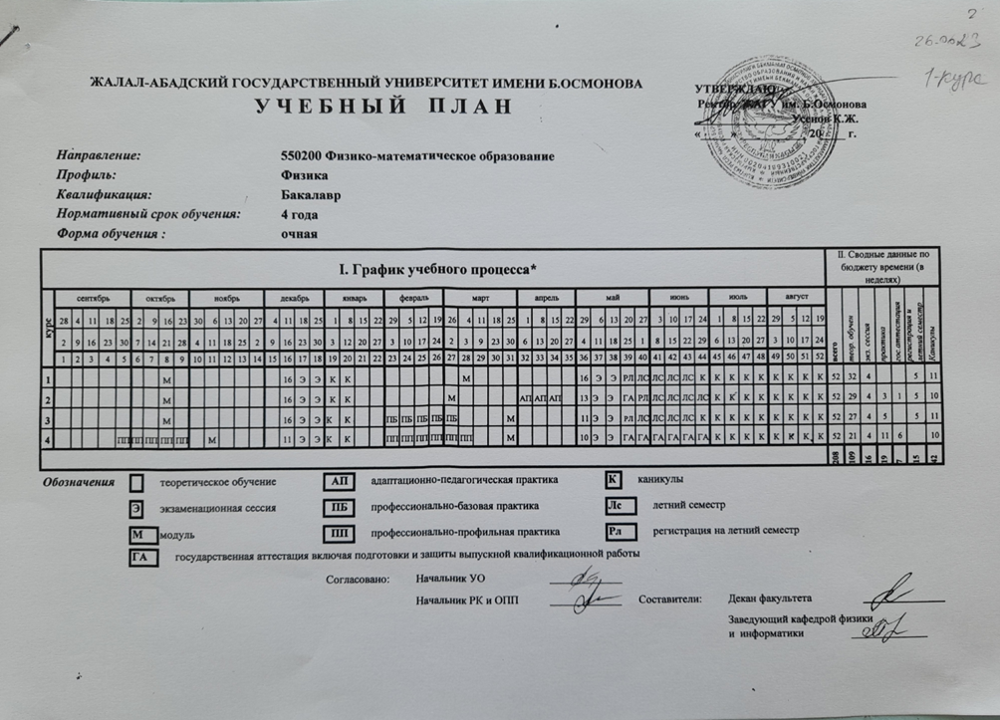 2
1-курс
ЖАЛАЛ-АБАДСКИЙ ГОСУДАРСТВЕННЫЙ УНИВЕРСИТЕТ ИМЕНИ Б.ОСМОНОВА
УЧЕБНЫЙ ПЛАН
УТВЕРЖДАЮ
Ректор ЖАГУ им. Б.Осмонова
Усенов К.Ж.
« » , 20 г.
Направление: 550200 Физико-математическое образование
Профиль: Физика
Квалификация: Бакалавр
Нормативный срок обучения: 4 года
Форма обучения : очная
I. График учебного процесса*
II. Сводные данные по бюджету времени (в неделях)
курс сентябрь октябрь ноябрь декабрь январь февраль март апрель май июнь июль август
всего теор. обучен экз. сессия практика гос.аттестация регистрация и летний семестр Каникулы
28 4 11 18 25 2 9 16 23 30 6 13 20 27 4 11 18 25 1 8 15 22 29 5 12 19 26 4 11 18 25 1 8 15 22 29 6 13 20 27 3 10 17 24 1 8 15 22 29 5 12 19
2 9 16 23 30 7 14 21 28 4 11 18 25 2 9 16 23 30 6 13 20 27 3 10 17 24 2 3 9 16 23 30 6 13 20 27 4 11 18 25 1 8 15 22 29 6 13 20 27 3 10 17 24
1 2 3 4 5 6 7 8 9 10 11 12 13 14 15 16 17 18 19 20 21 22 23 24 25 26 27 28 29 30 31 32 33 34 35 36 37 38 39 40 41 42 43 44 45 46 47 48 49 50 51 52
1 М 16 Э Э К К М 16 Э Э РЛ ЛС ЛС ЛС ЛС К К К К К К К К К 52 32 4 5 11
2 М 16 Э Э К К М АП АП АП 13 Э Э ГА РЛ ЛС ЛС ЛС ЛС К К К К К К К К 52 29 4 3 1 5 10
3 М 16 Э Э К К ПБ ПБ ПБ ПБ ПБ М 11 Э Э РЛ ЛС ЛС ЛС ЛС К К К К К К К К К 52 27 4 5 5 11
4 ПП ПП ПП ПП ПП М 11 Э Э К К ПП ПП ПП ПП ПП ПП М 10 Э Э ГА ГА ГА ГА ГА ГА К К К К К К К К 52 21 4 11 6 10
208 109 16 19 7 15 42
Обозначения теоретическое обучение АП адаптационно-педагогическая практика К каникулы
Э экзаменационная сессия ПБ профессионально-базовая практика Лс летний семестр
М модуль ПП профессионально-профильная практика Рл регистрация на летний семестр
ГА государственная аттестация включая подготовки и защиты выпускной квалификационной работы
Согласовано: Начальник УО
Начальник РК и ОПП
Составители: Декан факультета
Заведующий кафедрой физики
и информатики